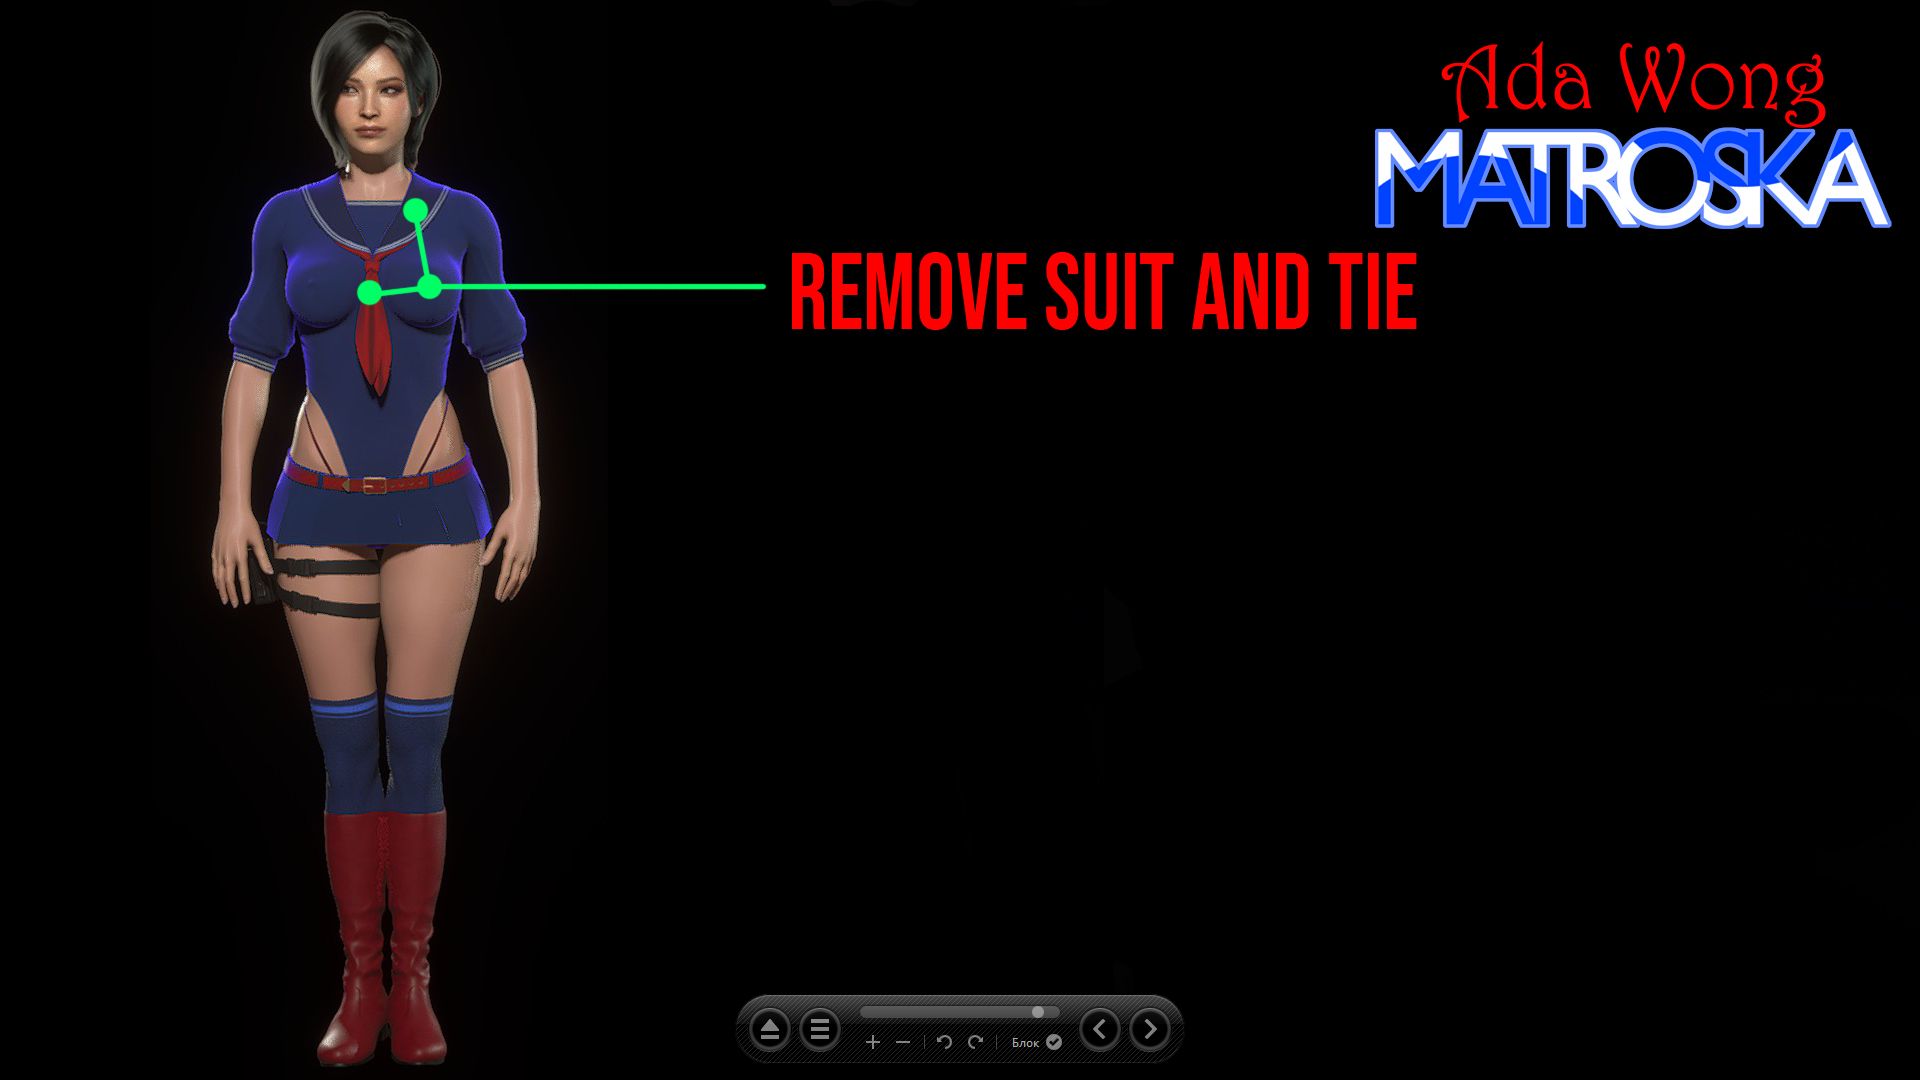 Ada Wong
MATROSKA
REMOVE SUIT AND TIE
Блок